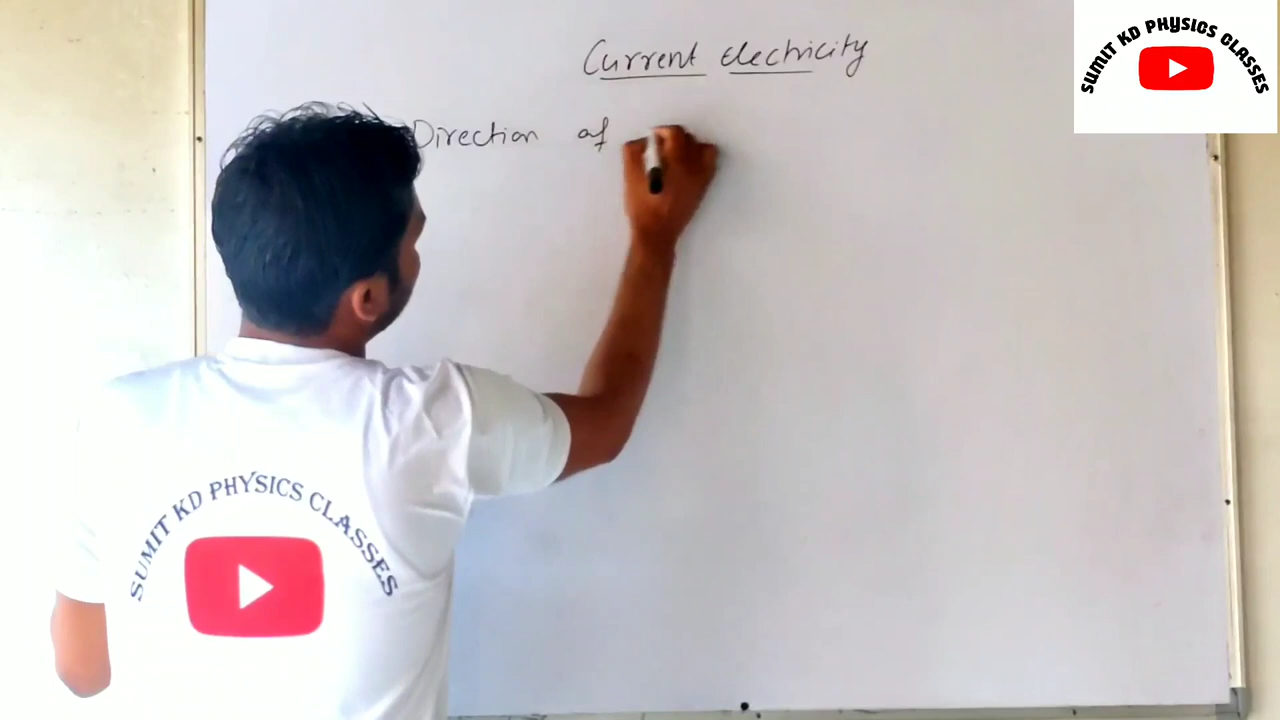 Current electricity
Direction of
SUMIT KD PHYSICS CLASSES
SUMIT KD PHYSICS CLASSES